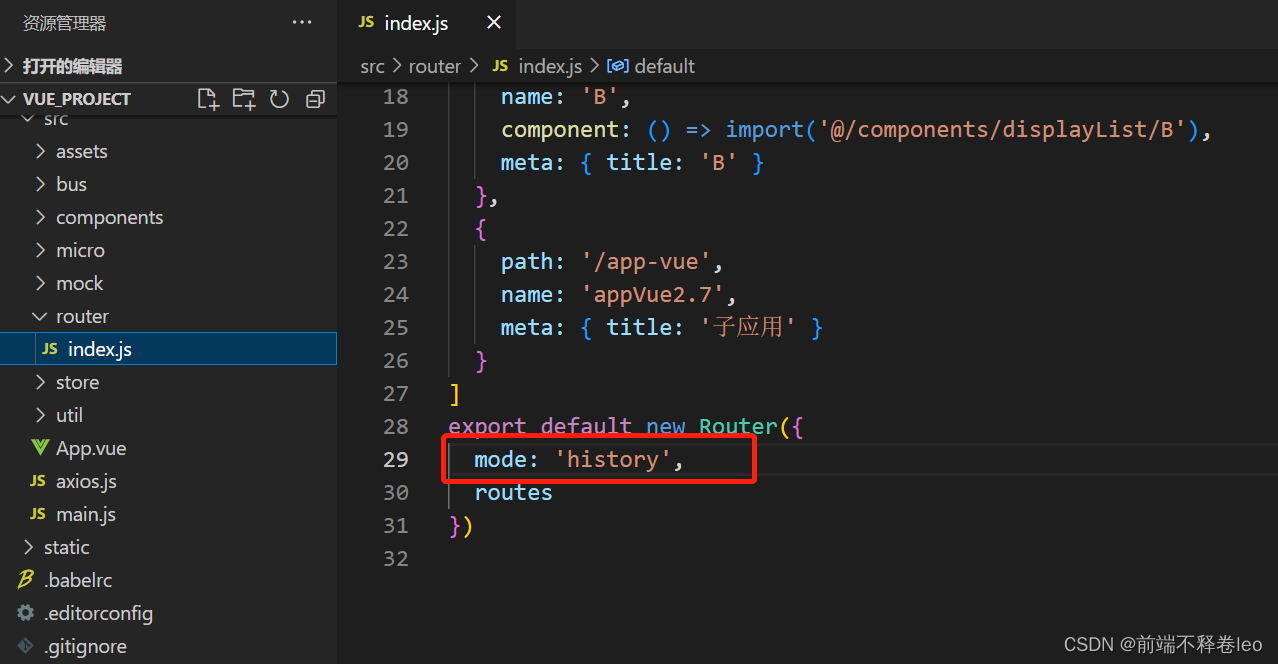 资源管理器 ···
打开的编辑器
VUE_PROJECT
src
assets
bus
components
micro
mock
router
JS index.js
store
util
App.vue
JS axios.js
JS main.js
static
.babelrc
.editorconfig
.gitignore
JS index.js ×
src > router > JS index.js > default
18 name: 'B',
19 component: () => import('@/components/displayList/B'),
20 meta: { title: 'B' }
21 },
22 {
23 path: '/app-vue',
24 name: 'appVue2.7',
25 meta: { title: '子应用' }
26 }
27 ]
28 export default new Router({
29 mode: 'history',
30 routes
31 })
32
CSDN @前端不释卷leo